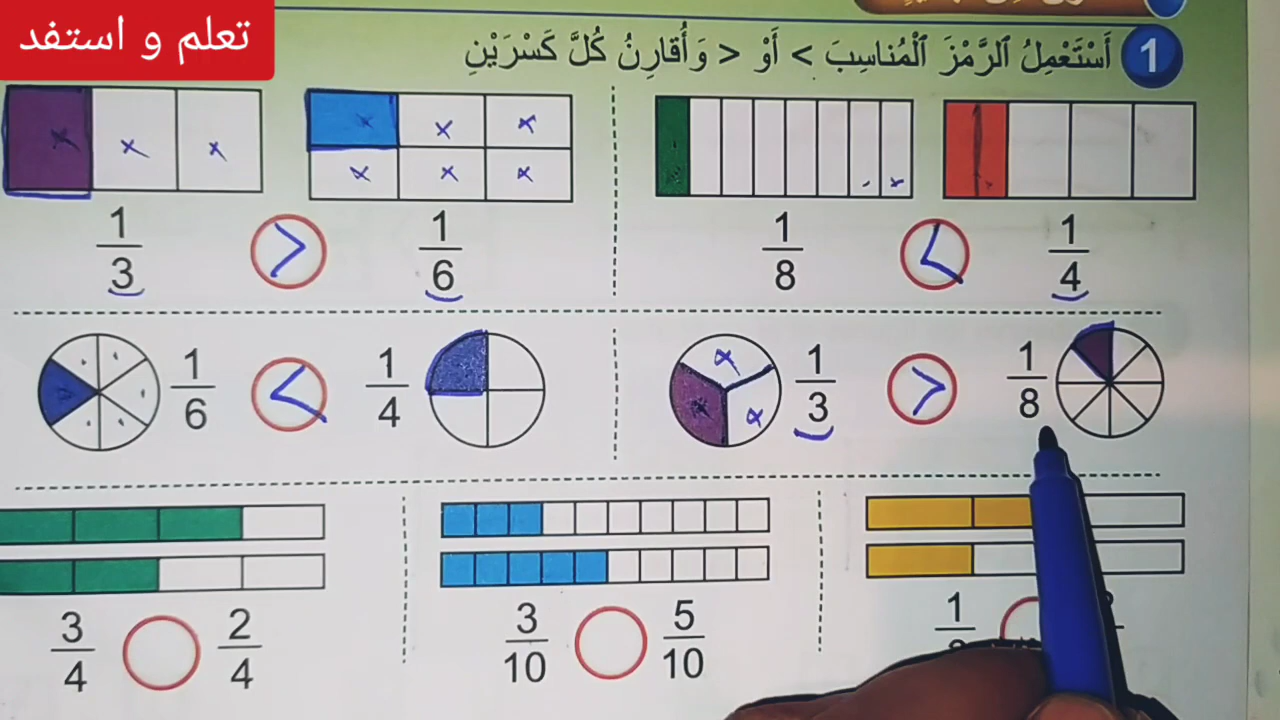 تعلم و استفد
1 أَسْتَعْمِلُ ٱلرَّمْزَ ٱلْمُناسِبَ > أَوْ < وَأُقارِنُ كُلَّ كَسْرَيْنِ
1/3 > 1/6
1/8 < 1/4
1/6 < 1/4
1/3 > 1/8
3/4 2/4
3/10 5/10
1